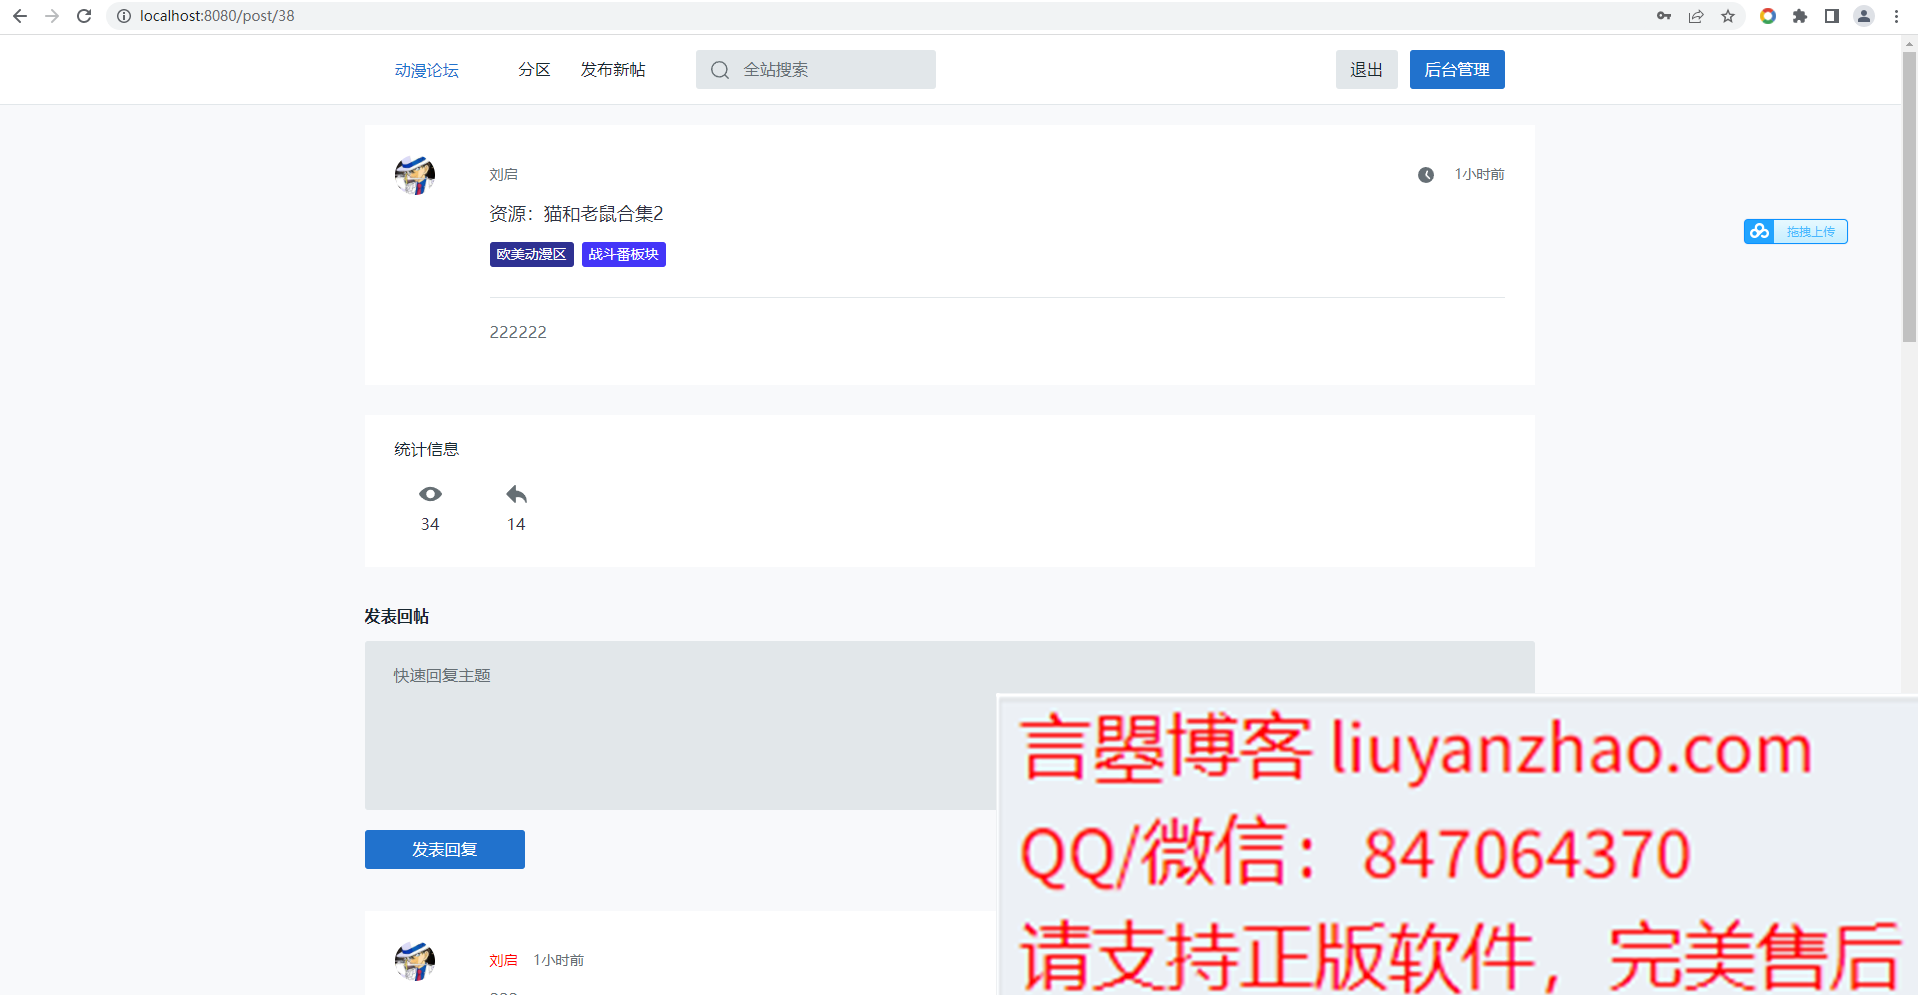 localhost:8080/post/38
动漫论坛 分区 发布新帖 全站搜索 退出 后台管理
刘启 1小时前
资源：猫和老鼠合集2
欧美动漫区 战斗番板块
拖拽上传
222222
统计信息
34 14
发表回帖
快速回复主题
发表回复
刘启 1小时前
言曌博客 liuyanzhao.com
QQ/微信：847064370
请支持正版软件，完美售后